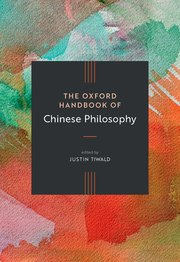 THE OXFORD
HANDBOOK OF
Chinese Philosophy
edited by
JUSTIN TIWALD